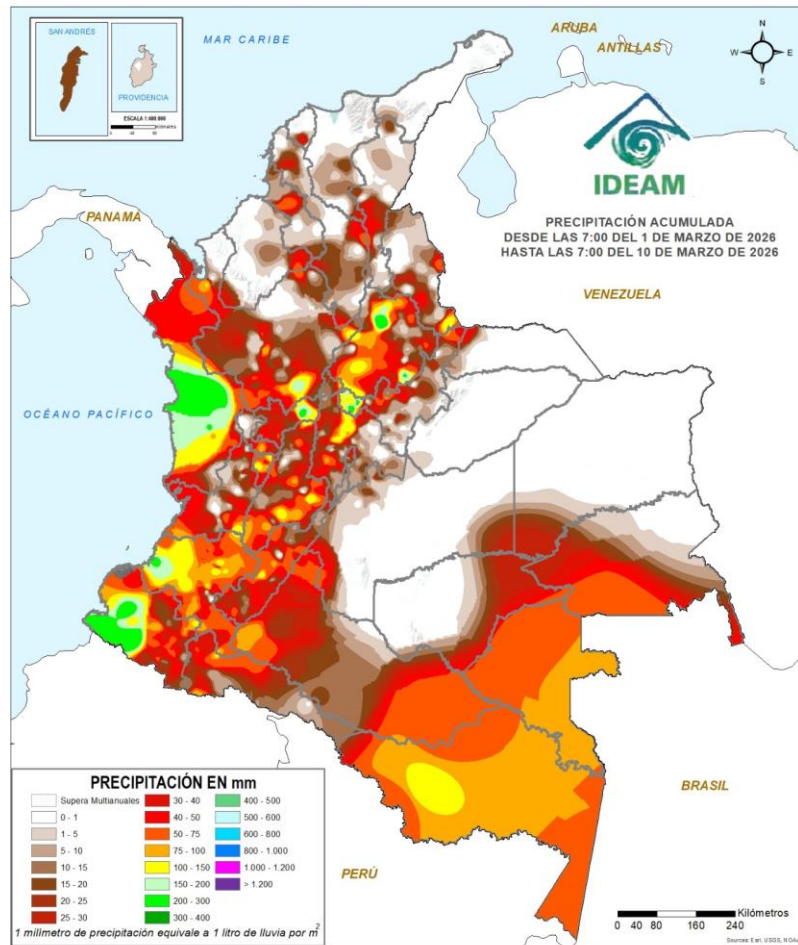 SAN ANDRÉS
PROVIDENCIA
ESCALA 1:400.000
MAR CARIBE
ARUBA
ANTILLAS
N
W
E
S
IDEAM
PRECIPITACIÓN ACUMULADA
DESDE LAS 7:00 DEL 1 DE MARZO DE 2026
HASTA LAS 7:00 DEL 10 DE MARZO DE 2026
PANAMÁ
VENEZUELA
OCÉANO PACÍFICO
BRASIL
PERÚ
PRECIPITACIÓN EN mm
Supera Multianuales
0 - 1
1 - 5
5 - 10
10 - 15
15 - 20
20 - 25
25 - 30
30 - 40
40 - 50
50 - 75
75 - 100
100 - 150
150 - 200
200 - 300
300 - 400
400 - 500
500 - 600
600 - 800
800 - 1.000
1.000 - 1.200
> 1.200
1 milímetro de precipitación equivale a 1 litro de lluvia por m²
Kilómetros
0 40 80 160 240
Sources: Esri, USGS, NOAA